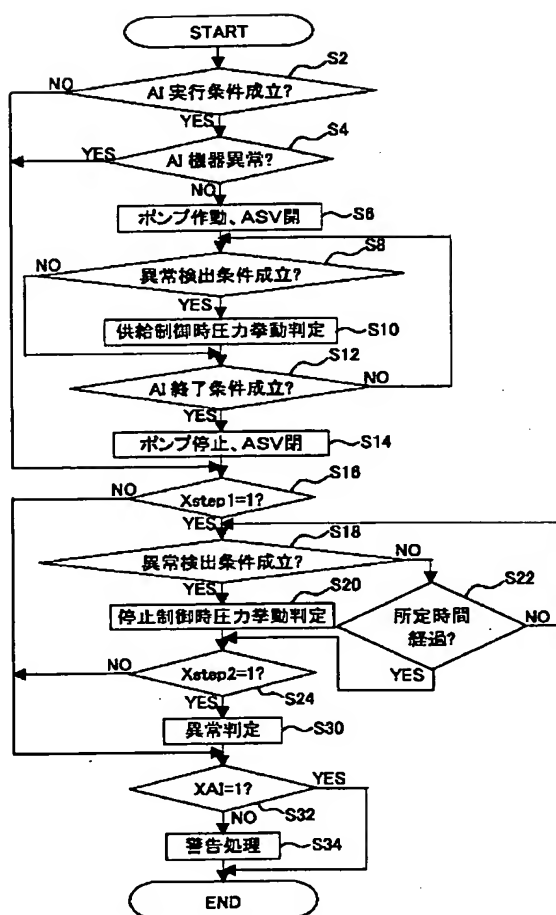 START
S2
NO
AI 実行条件成立?
YES
S4
YES
AI 機器異常?
NO
ポンプ作動、ASV開
S6
S8
NO
異常検出条件成立?
YES
供給制御時圧力挙動判定
S10
S12
AI 終了条件成立?
NO
YES
ポンプ停止、ASV閉
S14
S16
NO
Xstep1=1?
YES
S18
異常検出条件成立?
NO
YES
S20
S22
停止制御時圧力挙動判定
所定時間
経過?
NO
YES
NO
Xstep2=1?
S24
YES
異常判定
S30
XAI=1?
YES
S32
NO
警告処理
S34
END